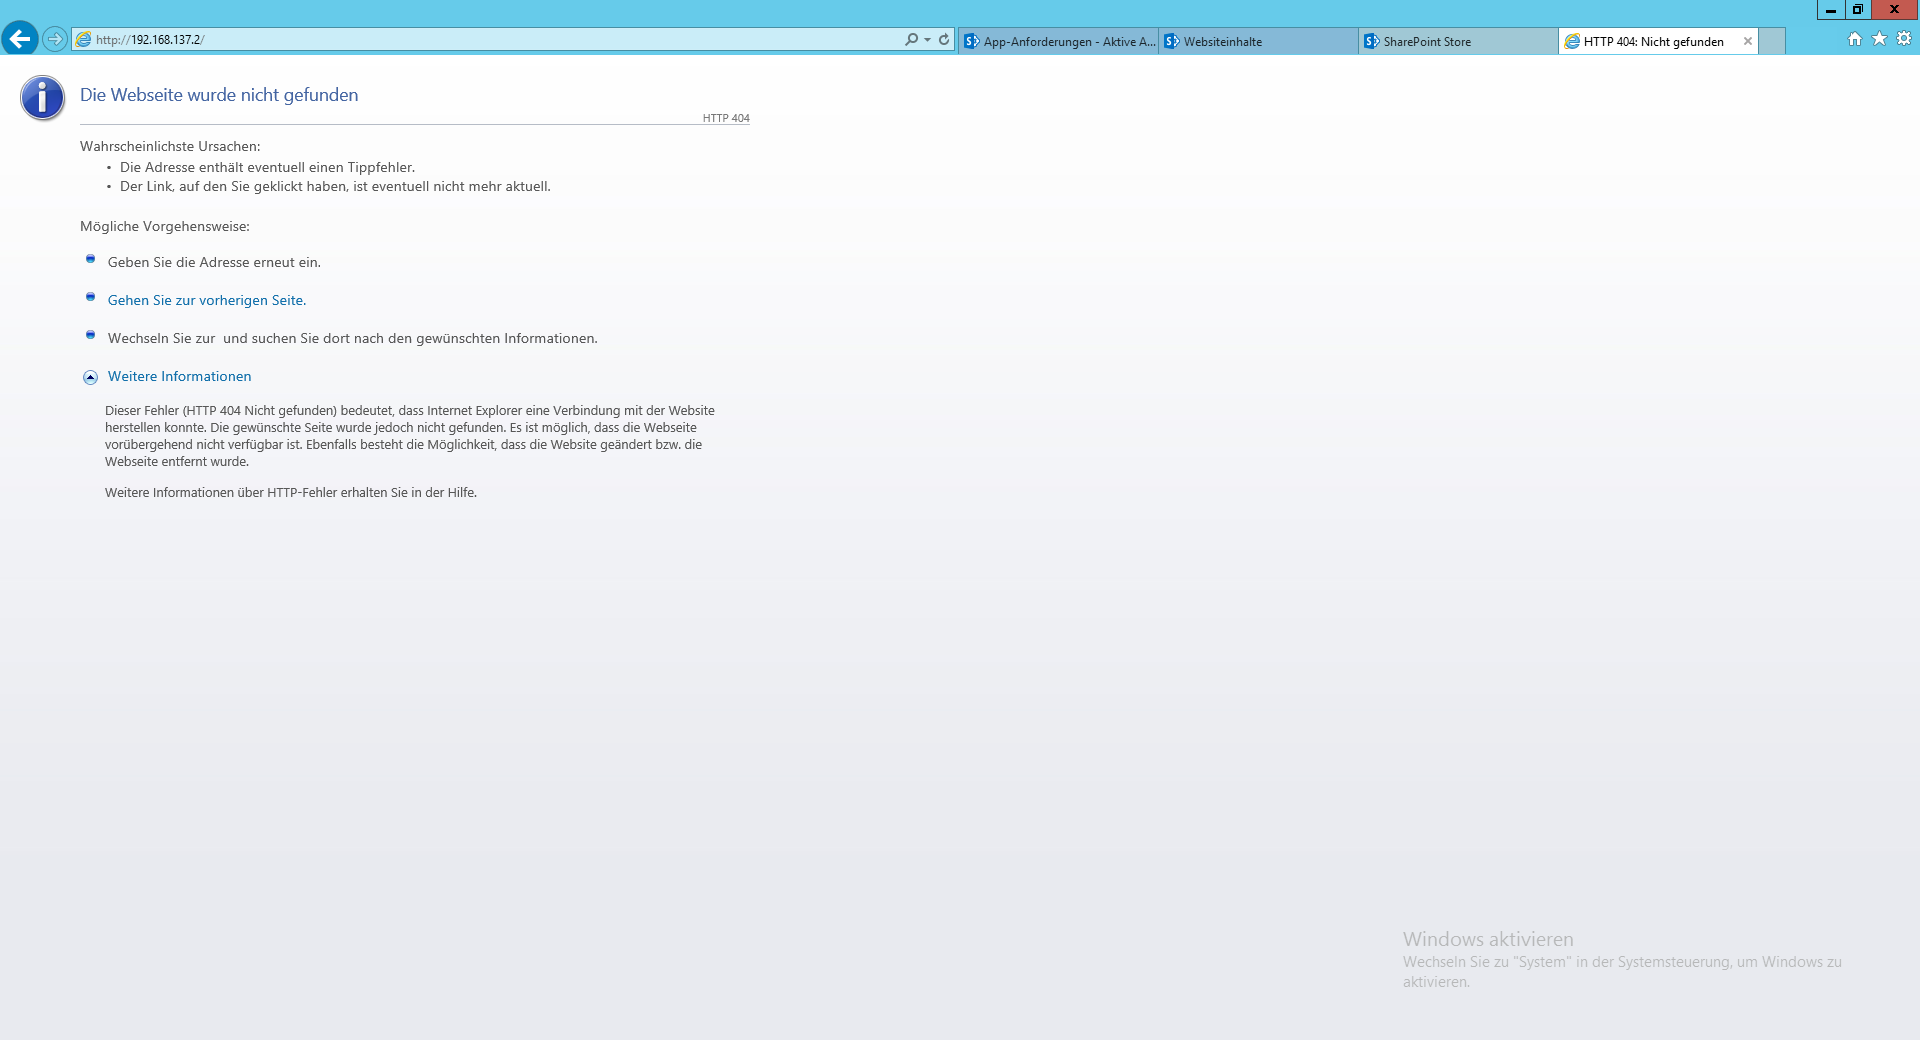 http://192.168.137.2/
App-Anforderungen - Aktive A...
Websiteinhalte
SharePoint Store
HTTP 404: Nicht gefunden
Die Webseite wurde nicht gefunden
HTTP 404
Wahrscheinlichste Ursachen:
• Die Adresse enthält eventuell einen Tippfehler.
• Der Link, auf den Sie geklickt haben, ist eventuell nicht mehr aktuell.
Mögliche Vorgehensweise:
Geben Sie die Adresse erneut ein.
Gehen Sie zur vorherigen Seite.
Wechseln Sie zur  und suchen Sie dort nach den gewünschten Informationen.
Weitere Informationen
Dieser Fehler (HTTP 404 Nicht gefunden) bedeutet, dass Internet Explorer eine Verbindung mit der Website
herstellen konnte. Die gewünschte Seite wurde jedoch nicht gefunden. Es ist möglich, dass die Webseite
vorübergehend nicht verfügbar ist. Ebenfalls besteht die Möglichkeit, dass die Website geändert bzw. die
Webseite entfernt wurde.
Weitere Informationen über HTTP-Fehler erhalten Sie in der Hilfe.
Windows aktivieren
Wechseln Sie zu "System" in der Systemsteuerung, um Windows zu
aktivieren.